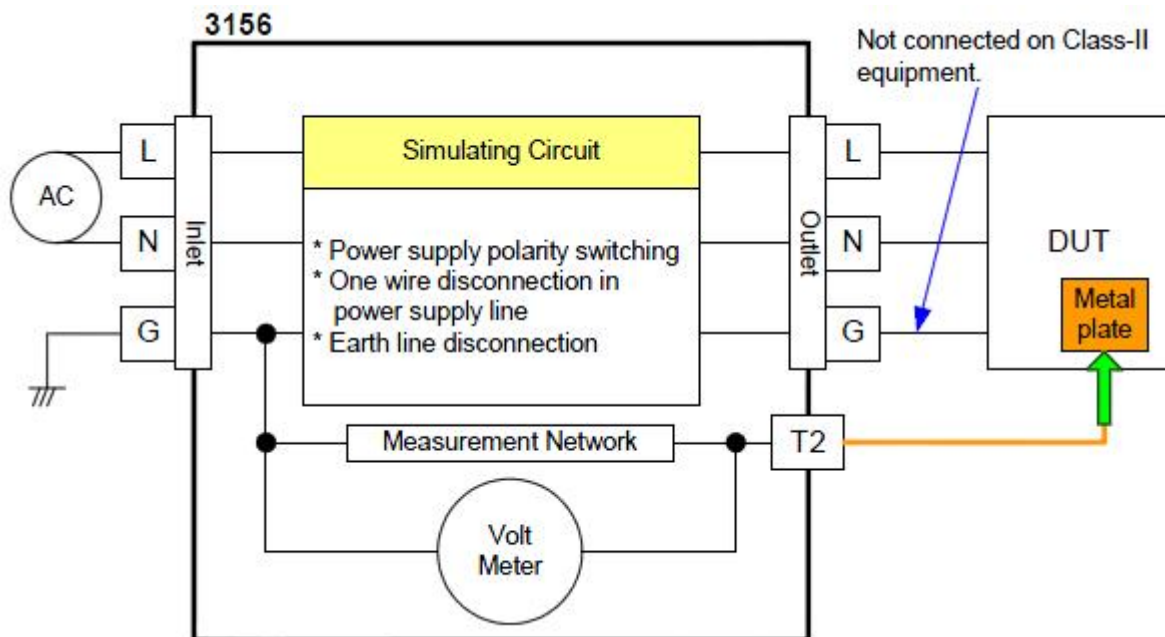 3156
Not connected on Class-II
equipment.
L
Simulating Circuit
L
AC
N
Inlet
* Power supply polarity switching
* One wire disconnection in
power supply line
* Earth line disconnection
Outlet
N
DUT
G
G
Metal
plate
Measurement Network
T2
Volt
Meter